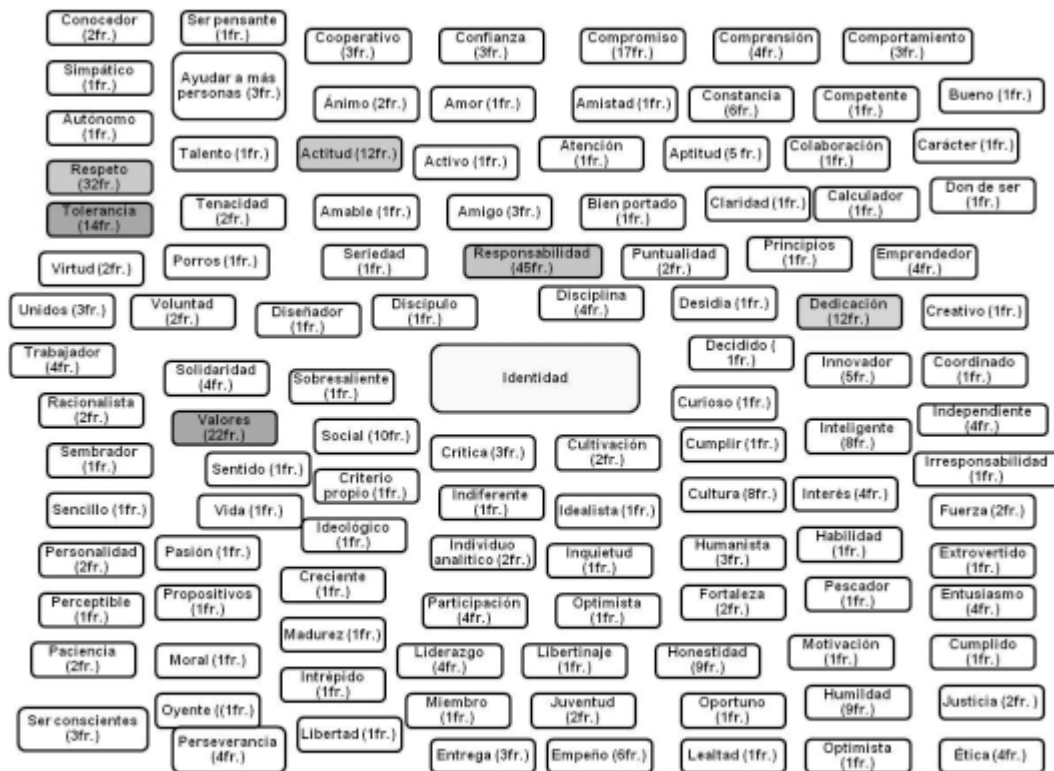 Conocedor
(2fr.)
Ser pensante
(1fr.)
Cooperativo
(3fr.)
Confianza
(3fr.)
Compromiso
(17fr.)
Comprensión
(4fr.)
Comportamiento
(3fr.)
Simpático
(1fr.)
Ayudar a más
personas (3fr.)
Ánimo (2fr.)
Amor (1fr.)
Amistad (1fr.)
Constancia
(6fr.)
Competente
(1fr.)
Bueno (1fr.)
Autónomo
(1fr.)
Talento (1fr.)
Actitud (12fr.)
Activo (1fr.)
Atención
(1fr.)
Aptitud (5 fr.)
Colaboración
(1fr.)
Carácter (1fr.)
Respeto
(32fr.)
Tolerancia
(14fr.)
Tenacidad
(2fr.)
Amable (1fr.)
Amigo (3fr.)
Bien portado
(1fr.)
Claridad (1fr.)
Calculador
(1fr.)
Don de ser
(1fr.)
Virtud (2fr.)
Porros (1fr.)
Seriedad
(1fr.)
Responsabilidad
(45fr.)
Puntualidad
(2fr.)
Principios
(1fr.)
Emprendedor
(4fr.)
Unidos (3fr.)
Voluntad
(2fr.)
Diseñador
(1fr.)
Discípulo
(1fr.)
Disciplina
(4fr.)
Desidia (1fr.)
Dedicación
(12fr.)
Creativo (1fr.)
Trabajador
(4fr.)
Solidaridad
(4fr.)
Sobresaliente
(1fr.)
Identidad
Decidido (
1fr.)
Innovador
(5fr.)
Coordinado
(1fr.)
Racionalista
(2fr.)
Valores
(22fr.)
Social (10fr.)
Curioso (1fr.)
Independiente
(4fr.)
Sembrador
(1fr.)
Sentido (1fr.)
Criterio
propio (1fr.)
Crítica (3fr.)
Cultivación
(2fr.)
Cumplir (1fr.)
Inteligente
(8fr.)
Irresponsabilidad
(1fr.)
Sencillo (1fr.)
Vida (1fr.)
Ideológico
(1fr.)
Indiferente
(1fr.)
Idealista (1fr.)
Cultura (8fr.)
Interés (4fr.)
Fuerza (2fr.)
Personalidad
(2fr.)
Pasión (1fr.)
Individuo
analítico (2fr.)
Inquietud
(1fr.)
Humanista
(3fr.)
Habilidad
(1fr.)
Extrovertido
(1fr.)
Perceptible
(1fr.)
Propositivos
(1fr.)
Creciente
(1fr.)
Participación
(4fr.)
Optimista
(1fr.)
Fortaleza
(2fr.)
Pescador
(1fr.)
Entusiasmo
(4fr.)
Paciencia
(2fr.)
Moral (1fr.)
Madurez (1fr.)
Liderazgo
(4fr.)
Libertinaje
(1fr.)
Honestidad
(9fr.)
Motivación
(1fr.)
Cumplido
(1fr.)
Intrépido
(1fr.)
Ser conscientes
(3fr.)
Oyente ((1fr.)
Perseverancia
(4fr.)
Libertad (1fr.)
Miembro
(1fr.)
Juventud
(2fr.)
Oportuno
(1fr.)
Humildad
(9fr.)
Justicia (2fr. )
Entrega (3fr.)
Empeño (6fr.)
Lealtad (1fr.)
Optimista
(1fr.)
Ética (4fr.)